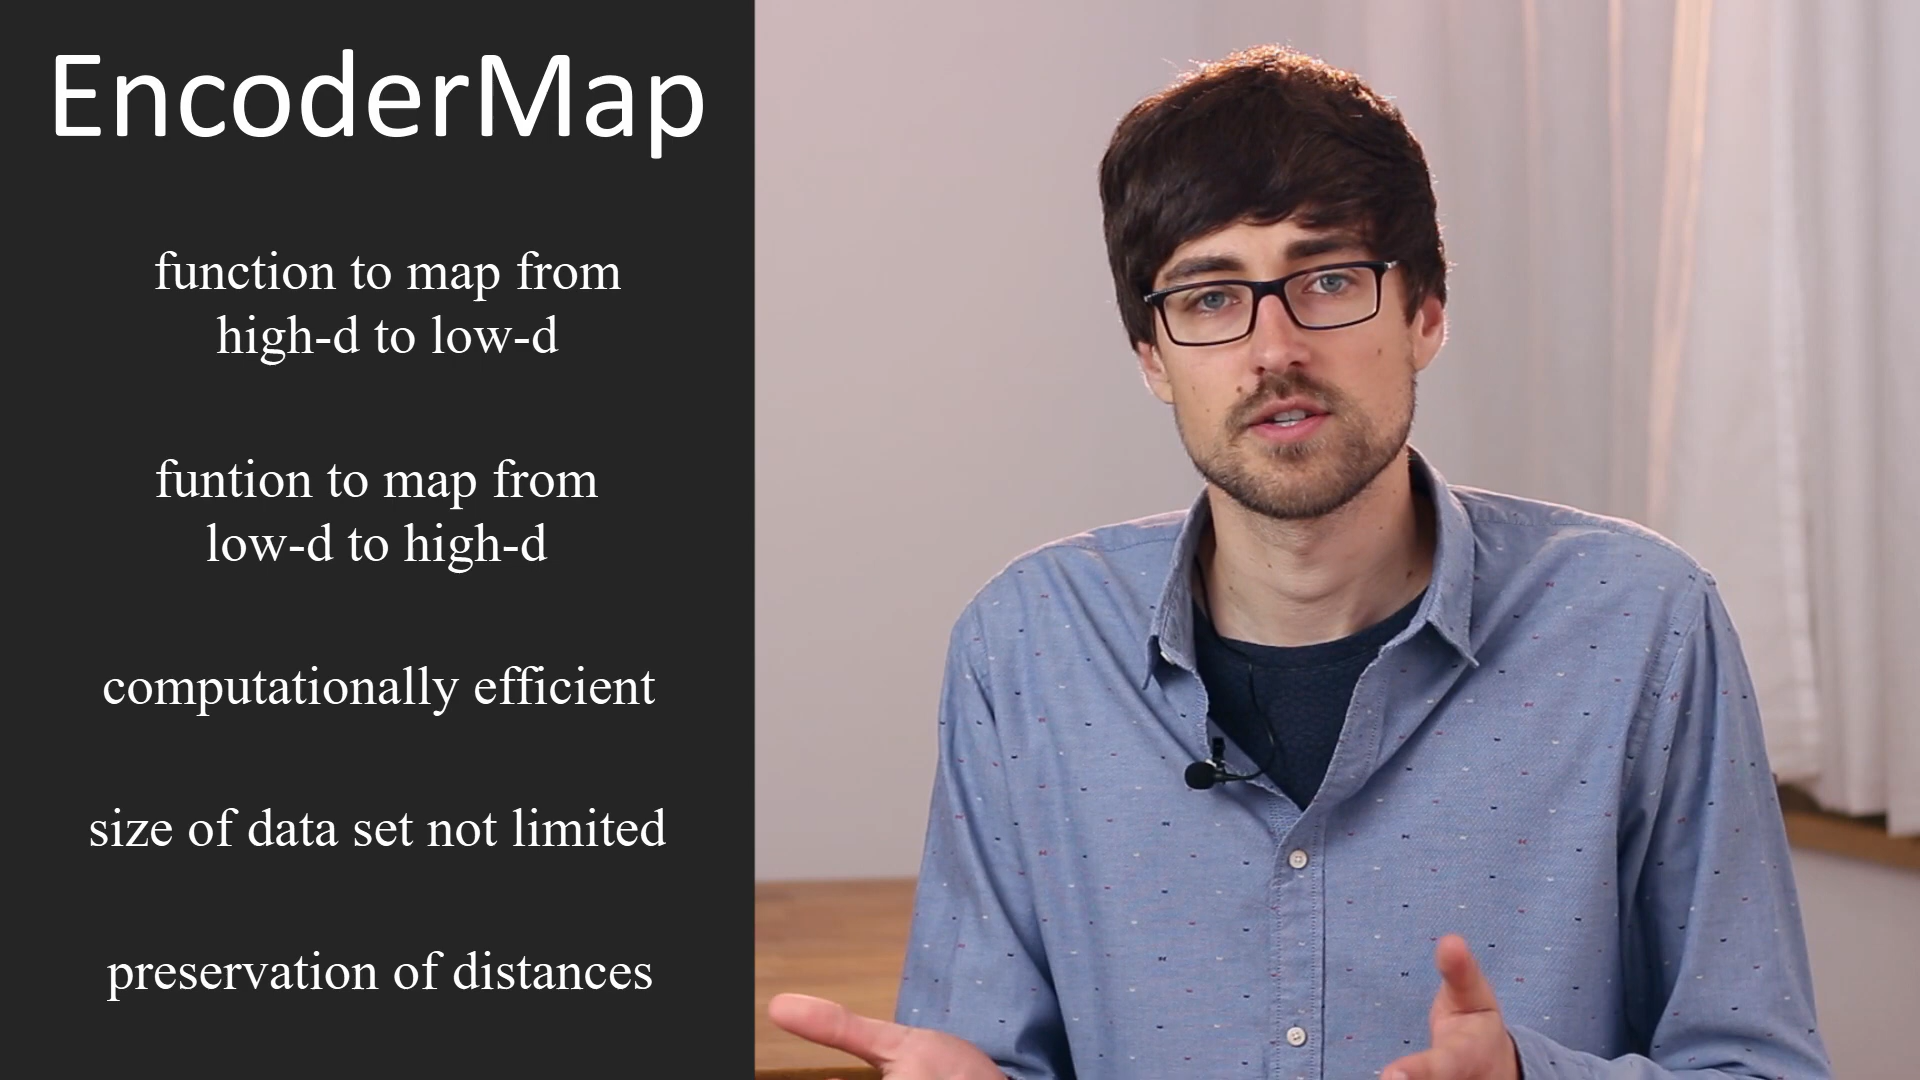 EncoderMap
function to map from
high-d to low-d
funtion to map from
low-d to high-d
computationally efficient
size of data set not limited
preservation of distances